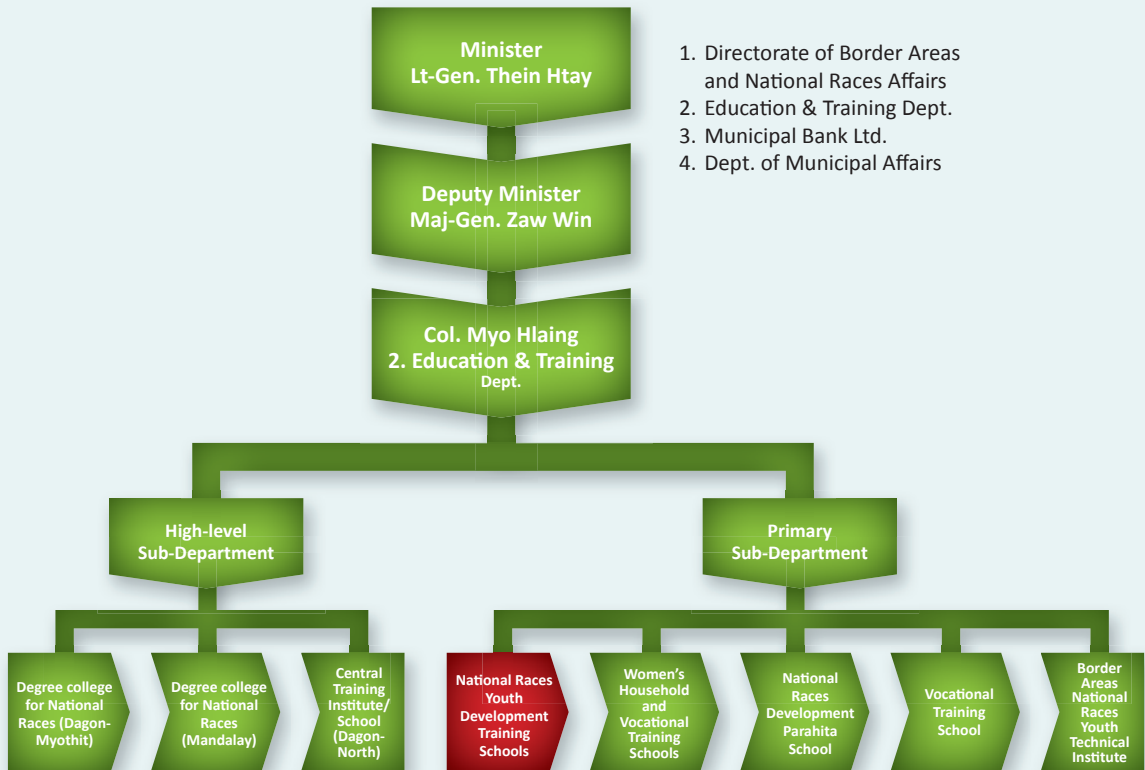 Minister
Lt-Gen. Thein Htay
1. Directorate of Border Areas
and National Races Affairs
2. Education & Training Dept.
3. Municipal Bank Ltd.
4. Dept. of Municipal Affairs
Deputy Minister
Maj-Gen. Zaw Win
Col. Myo Hlaing
2. Education & Training
Dept.
High-level
Sub-Department
Primary
Sub-Department
Degree college
for National
Races (Dagon-
Myothit)
Degree college
for National
Races
(Mandalay)
Central
Training
Institute/
School
(Dagon-
North)
National Races
Youth
Development
Training
Schools
Women's
Household
and
Vocational
Training
Schools
National
Races
Development
Parahita
School
Vocational
Training
School
Border
Areas
National
Races
Youth
Technical
Institute